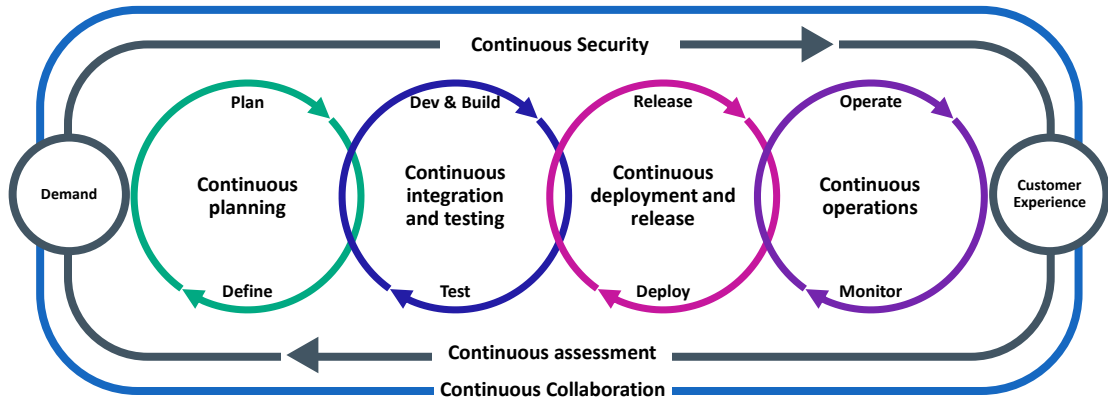 Continuous Security
Plan
Dev & Build
Release
Operate
Demand
Continuous
planning
Continuous
integration
and testing
Continuous
deployment and
release
Continuous
operations
Customer
Experience
Define
Test
Deploy
Monitor
Continuous assessment
Continuous Collaboration